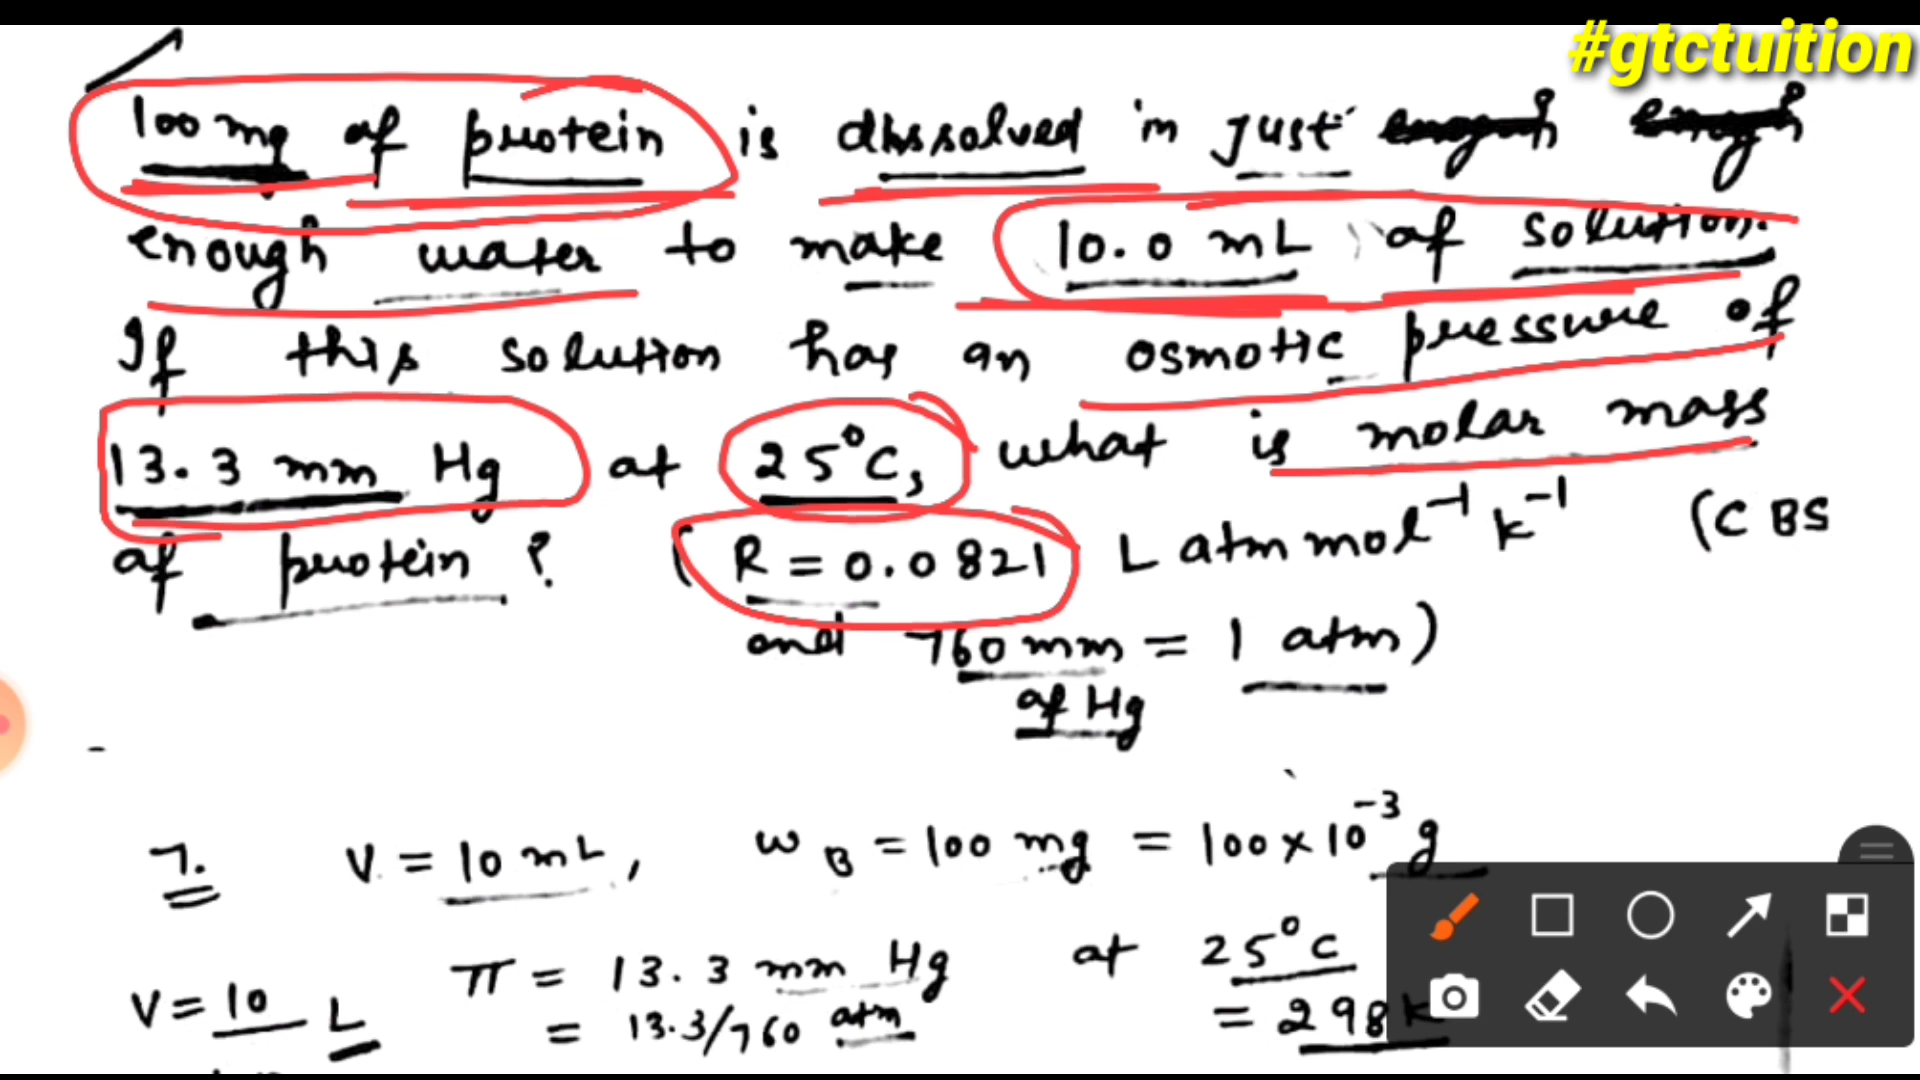 #gtctuition
100 mg of protein is dissolved in just
enough water to make 10.0 mL of solution.
If this solution has an osmotic pressure of
13.3 mm Hg at 25°C, what is molar mass
of protein ? ( R = 0.0821 L atm mol⁻¹ K⁻¹ (CBS
and 760 mm = 1 atm)
of Hg
7. V = 10 mL, w B = 100 mg = 100 × 10⁻³ g
π = 13.3 mm Hg at 25°C
V = 10 L = 13.3/760 atm = 298 K